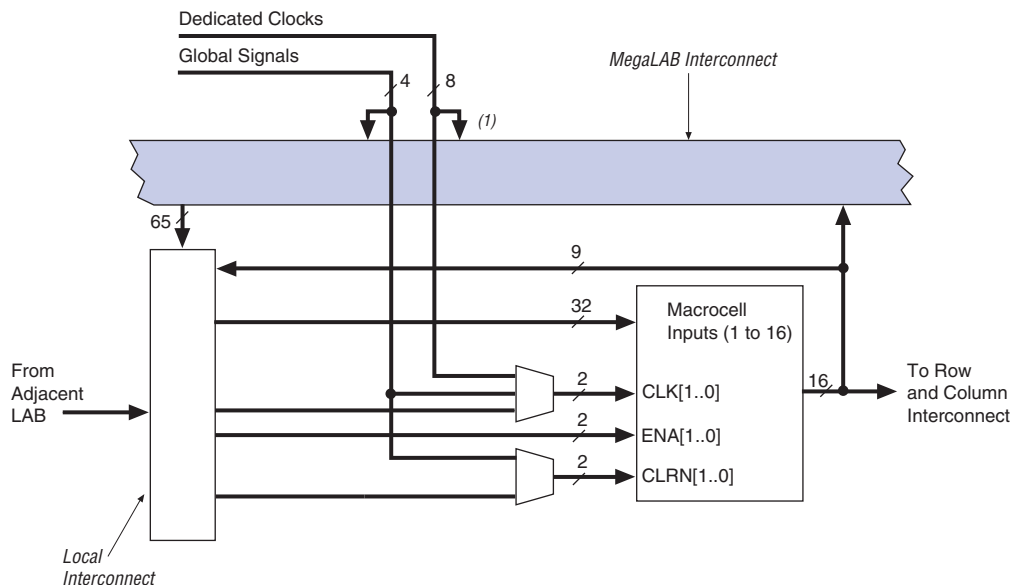 Dedicated Clocks
Global Signals
4
8
MegaLAB Interconnect
(1)
65
9
32
Macrocell
Inputs (1 to 16)
From
Adjacent
LAB
2
CLK[1..0]
16
To Row
and Column
Interconnect
2
ENA[1..0]
2
CLRN[1..0]
Local
Interconnect